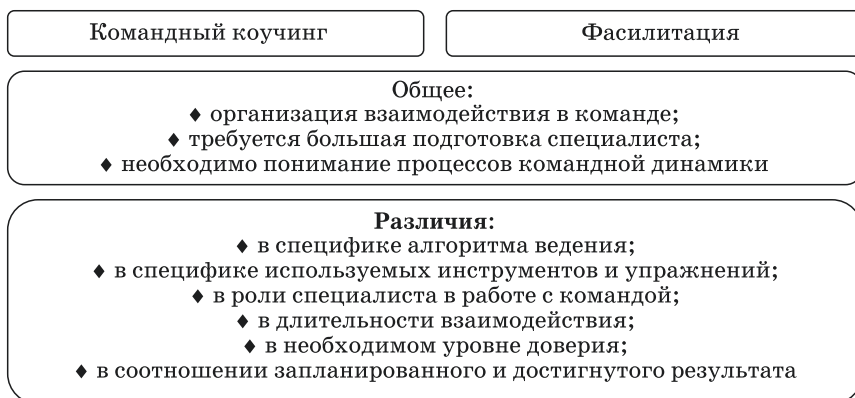 Командный коучинг
Фасилитация
Общее:
♦ организация взаимодействия в команде;
♦ требуется большая подготовка специалиста;
♦ необходимо понимание процессов командной динамики
Различия:
♦ в специфике алгоритма ведения;
♦ в специфике используемых инструментов и упражнений;
♦ в роли специалиста в работе с командой;
♦ в длительности взаимодействия;
♦ в необходимом уровне доверия;
♦ в соотношении запланированного и достигнутого результата